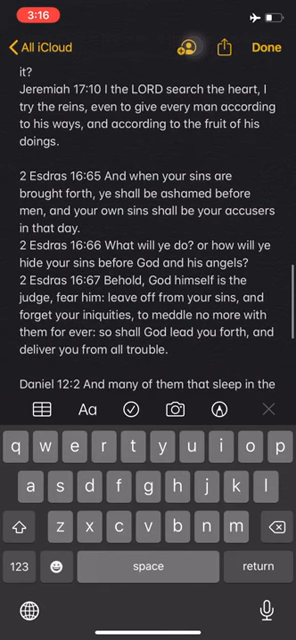 3:16
All iCloud
Done
it?
Jeremiah 17:10 I the LORD search the heart, I
try the reins, even to give every man according
to his ways, and according to the fruit of his
doings.
2 Esdras 16:65 And when your sins are
brought forth, ye shall be ashamed before
men, and your own sins shall be your accusers
in that day.
2 Esdras 16:66 What will ye do? or how will ye
hide your sins before God and his angels?
2 Esdras 16:67 Behold, God himself is the
judge, fear him: leave off from your sins, and
forget your iniquities, to meddle no more with
them for ever: so shall God lead you forth, and
deliver you from all trouble.
Daniel 12:2 And many of them that sleep in the
Aa
q w e r t y u i o p
a s d f g h j k l
z x c v b n m
123 space return